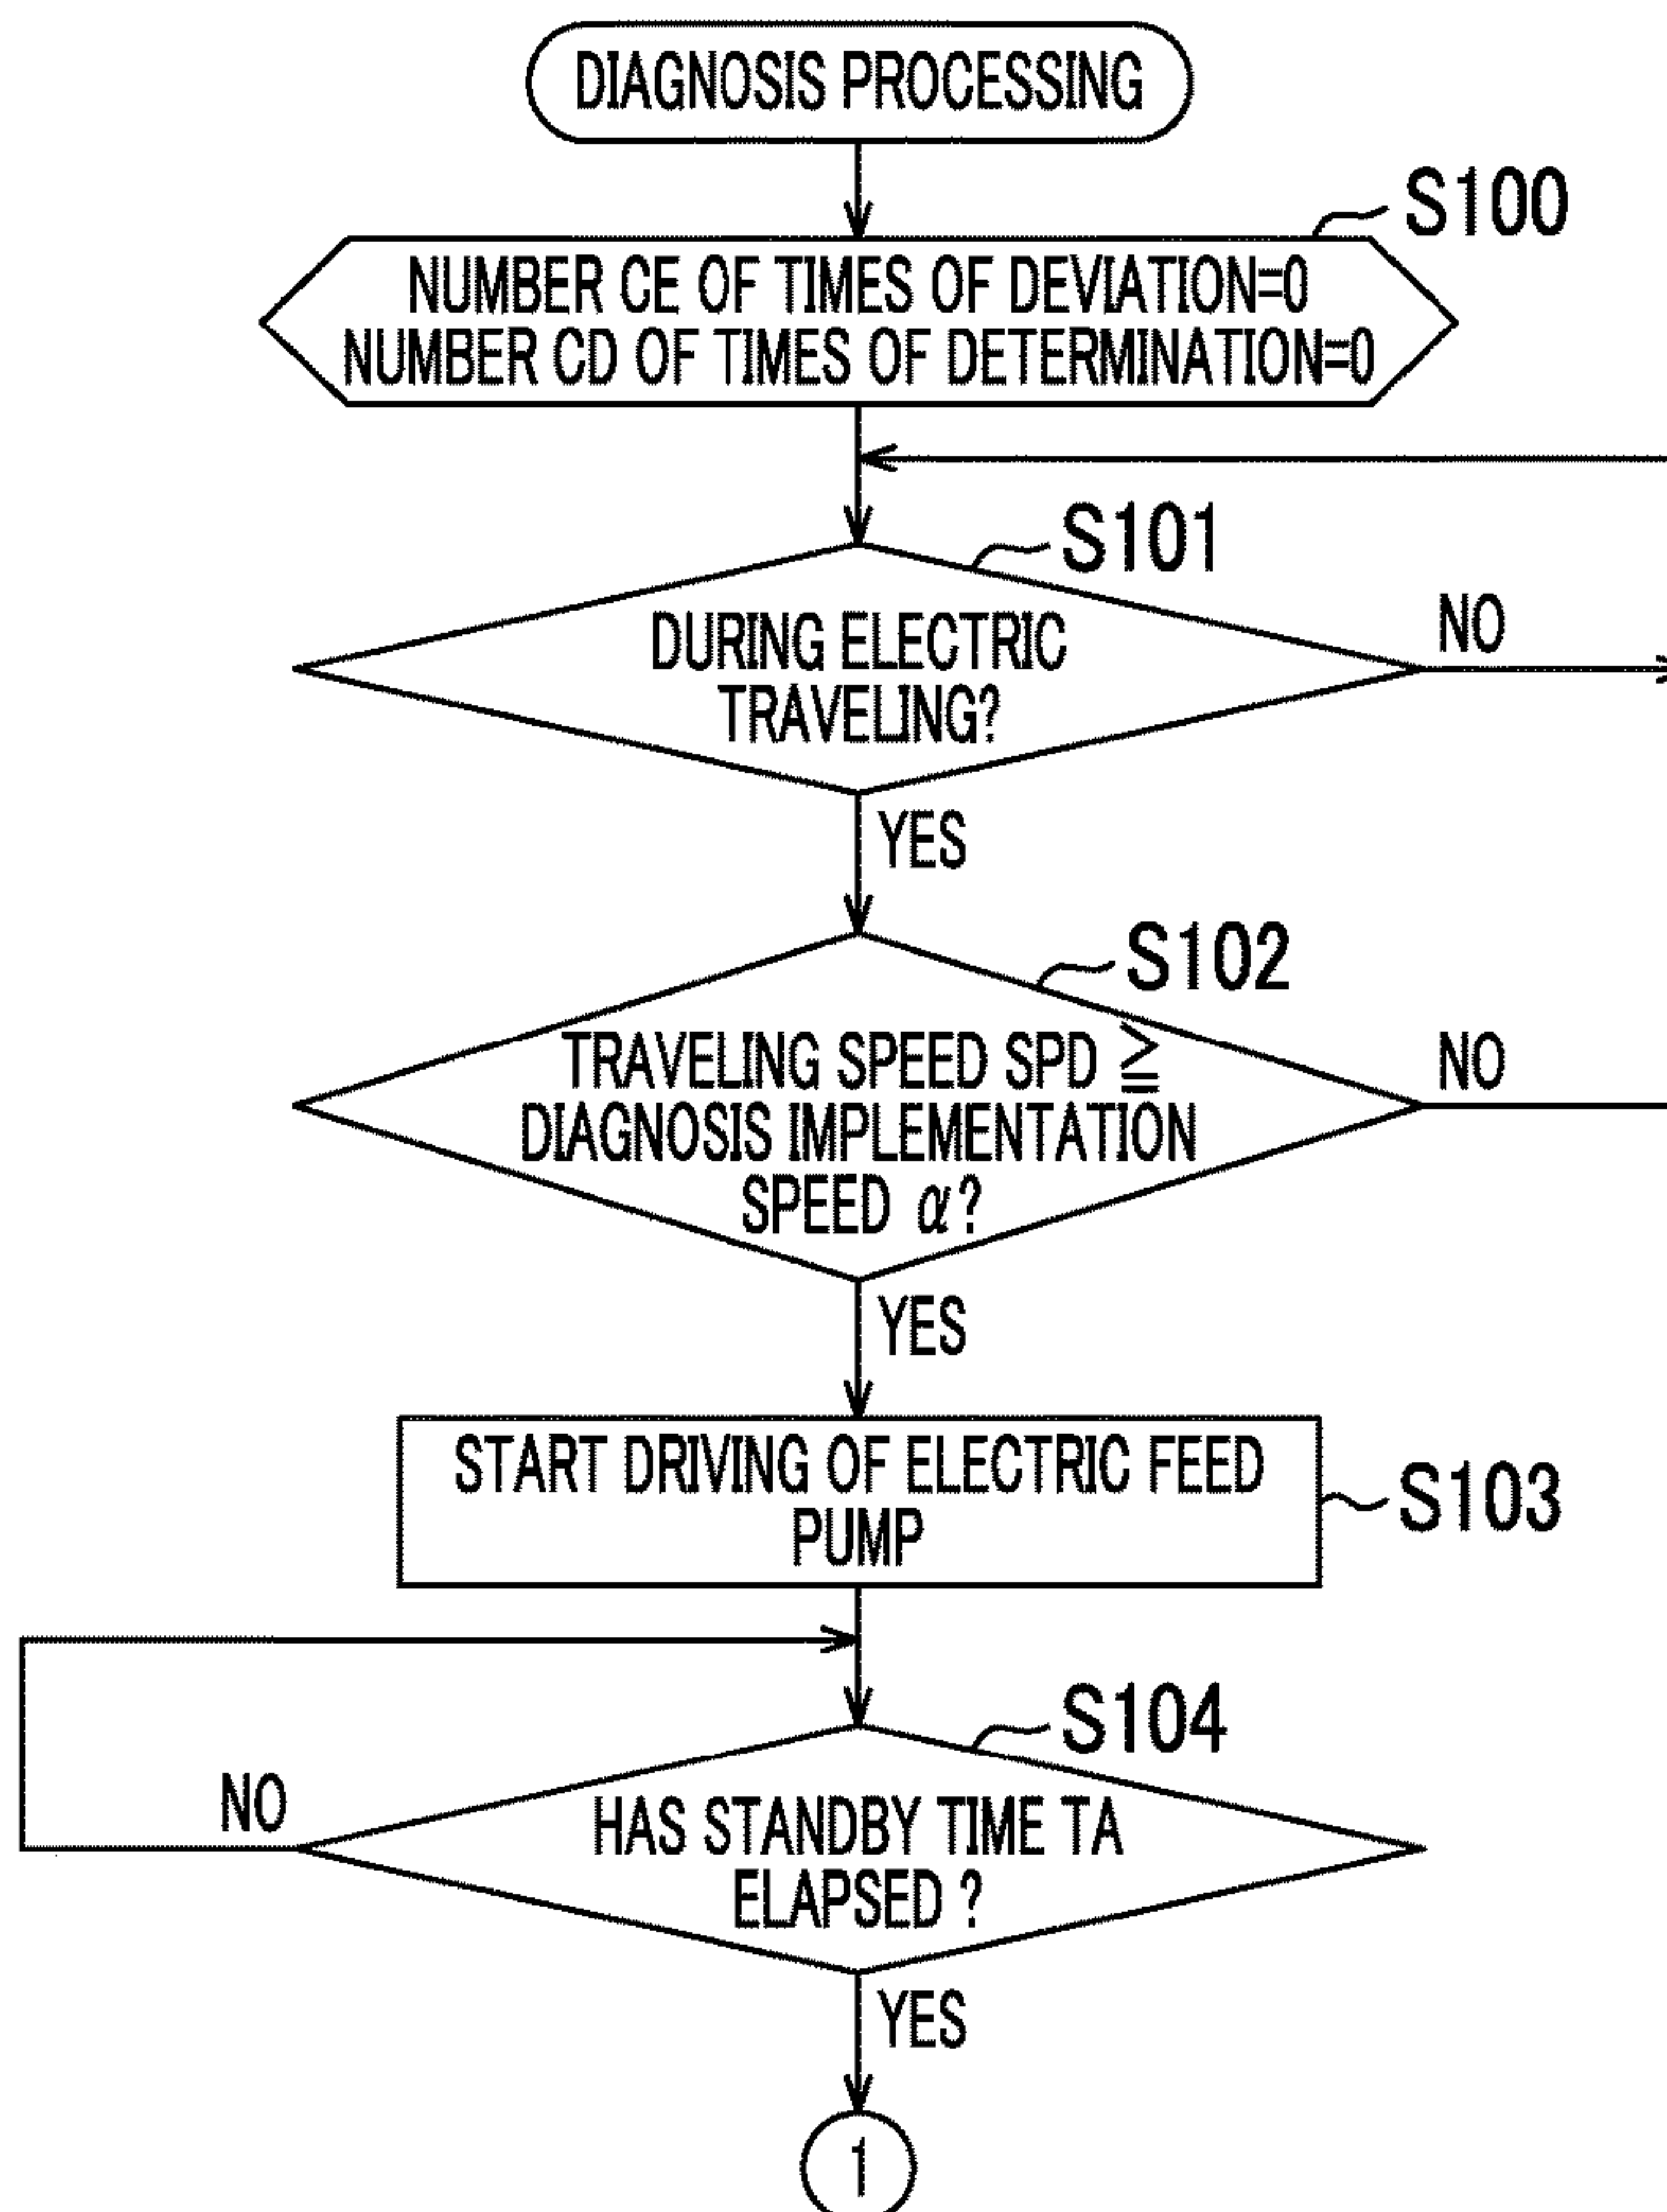 DIAGNOSIS PROCESSING
S100
NUMBER CE OF TIMES OF DEVIATION=0
NUMBER CD OF TIMES OF DETERMINATION=0
S101
DURING ELECTRIC
TRAVELING?
NO
YES
S102
TRAVELING SPEED SPD ≧
DIAGNOSIS IMPLEMENTATION
SPEED α?
NO
YES
START DRIVING OF ELECTRIC FEED
PUMP
S103
S104
HAS STANDBY TIME TA
ELAPSED ?
NO
YES
1